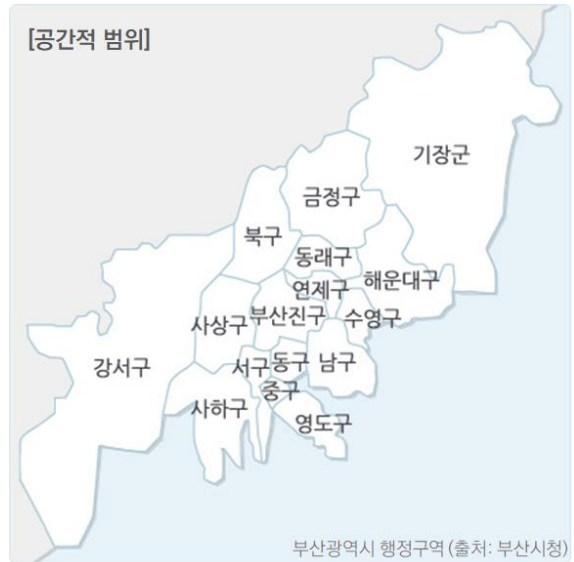 [공간적 범위]
기장군
금정구
북구
동래구
해운대구
연제구
부산진구
수영구
사상구
강서구
서구
동구
남구
중구
사하구
영도구
부산광역시 행정구역 (출처: 부산시청)